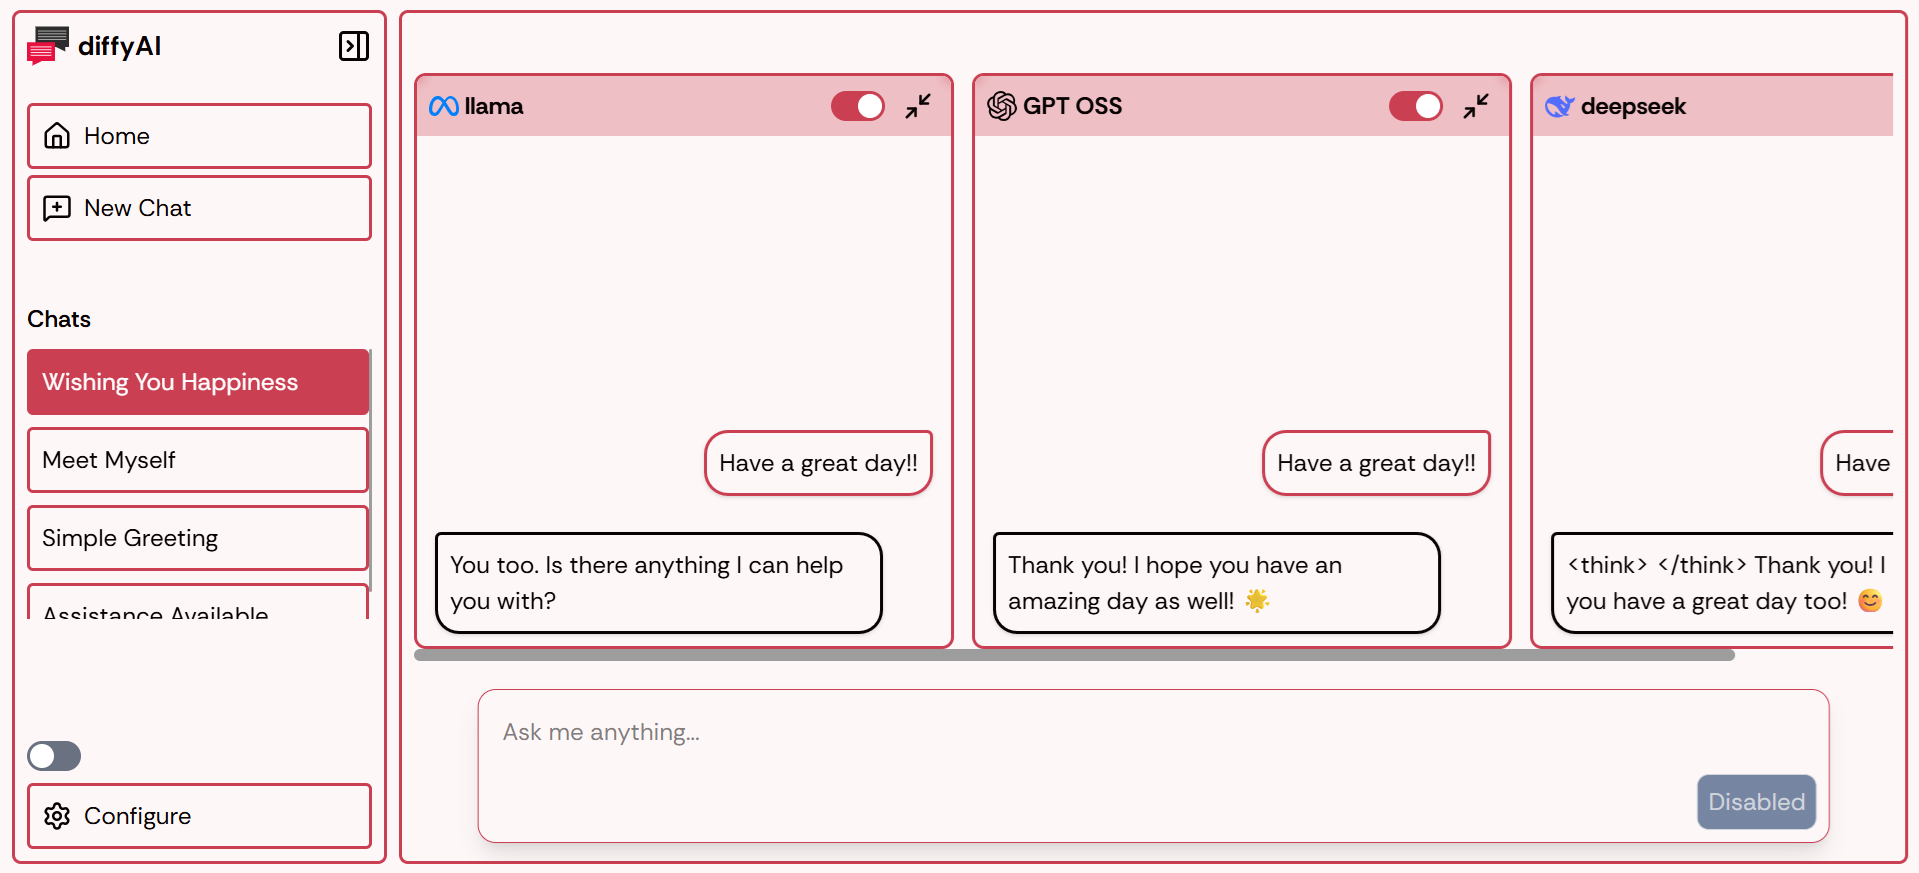 diffyAI
Home
New Chat
Chats
Wishing You Happiness
Meet Myself
Simple Greeting
Assistance Available
Configure
llama
Have a great day!!
You too. Is there anything I can help
you with?
GPT OSS
Have a great day!!
Thank you! I hope you have an
amazing day as well! 🌟
deepseek
Have
<think> </think> Thank you! I
you have a great day too! 😊
Ask me anything...
Disabled